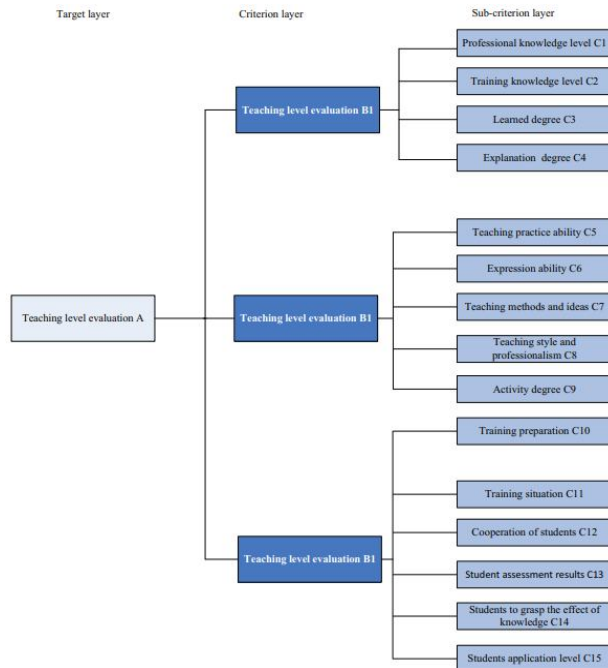 Target layer
Criterion layer
Sub-criterion layer
Professional knowledge level C1
Training knowledge level C2
Teaching level evaluation B1
Learned degree C3
Explanation degree C4
Teaching practice ability C5
Expression ability C6
Teaching level evaluation A
Teaching level evaluation B1
Teaching methods and ideas C7
Teaching style and
professionalism C8
Activity degree C9
Training preparation C10
Training situation C11
Cooperation of students C12
Teaching level evaluation B1
Student assessment results C13
Students to grasp the effect of
knowledge C14
Students application level C15